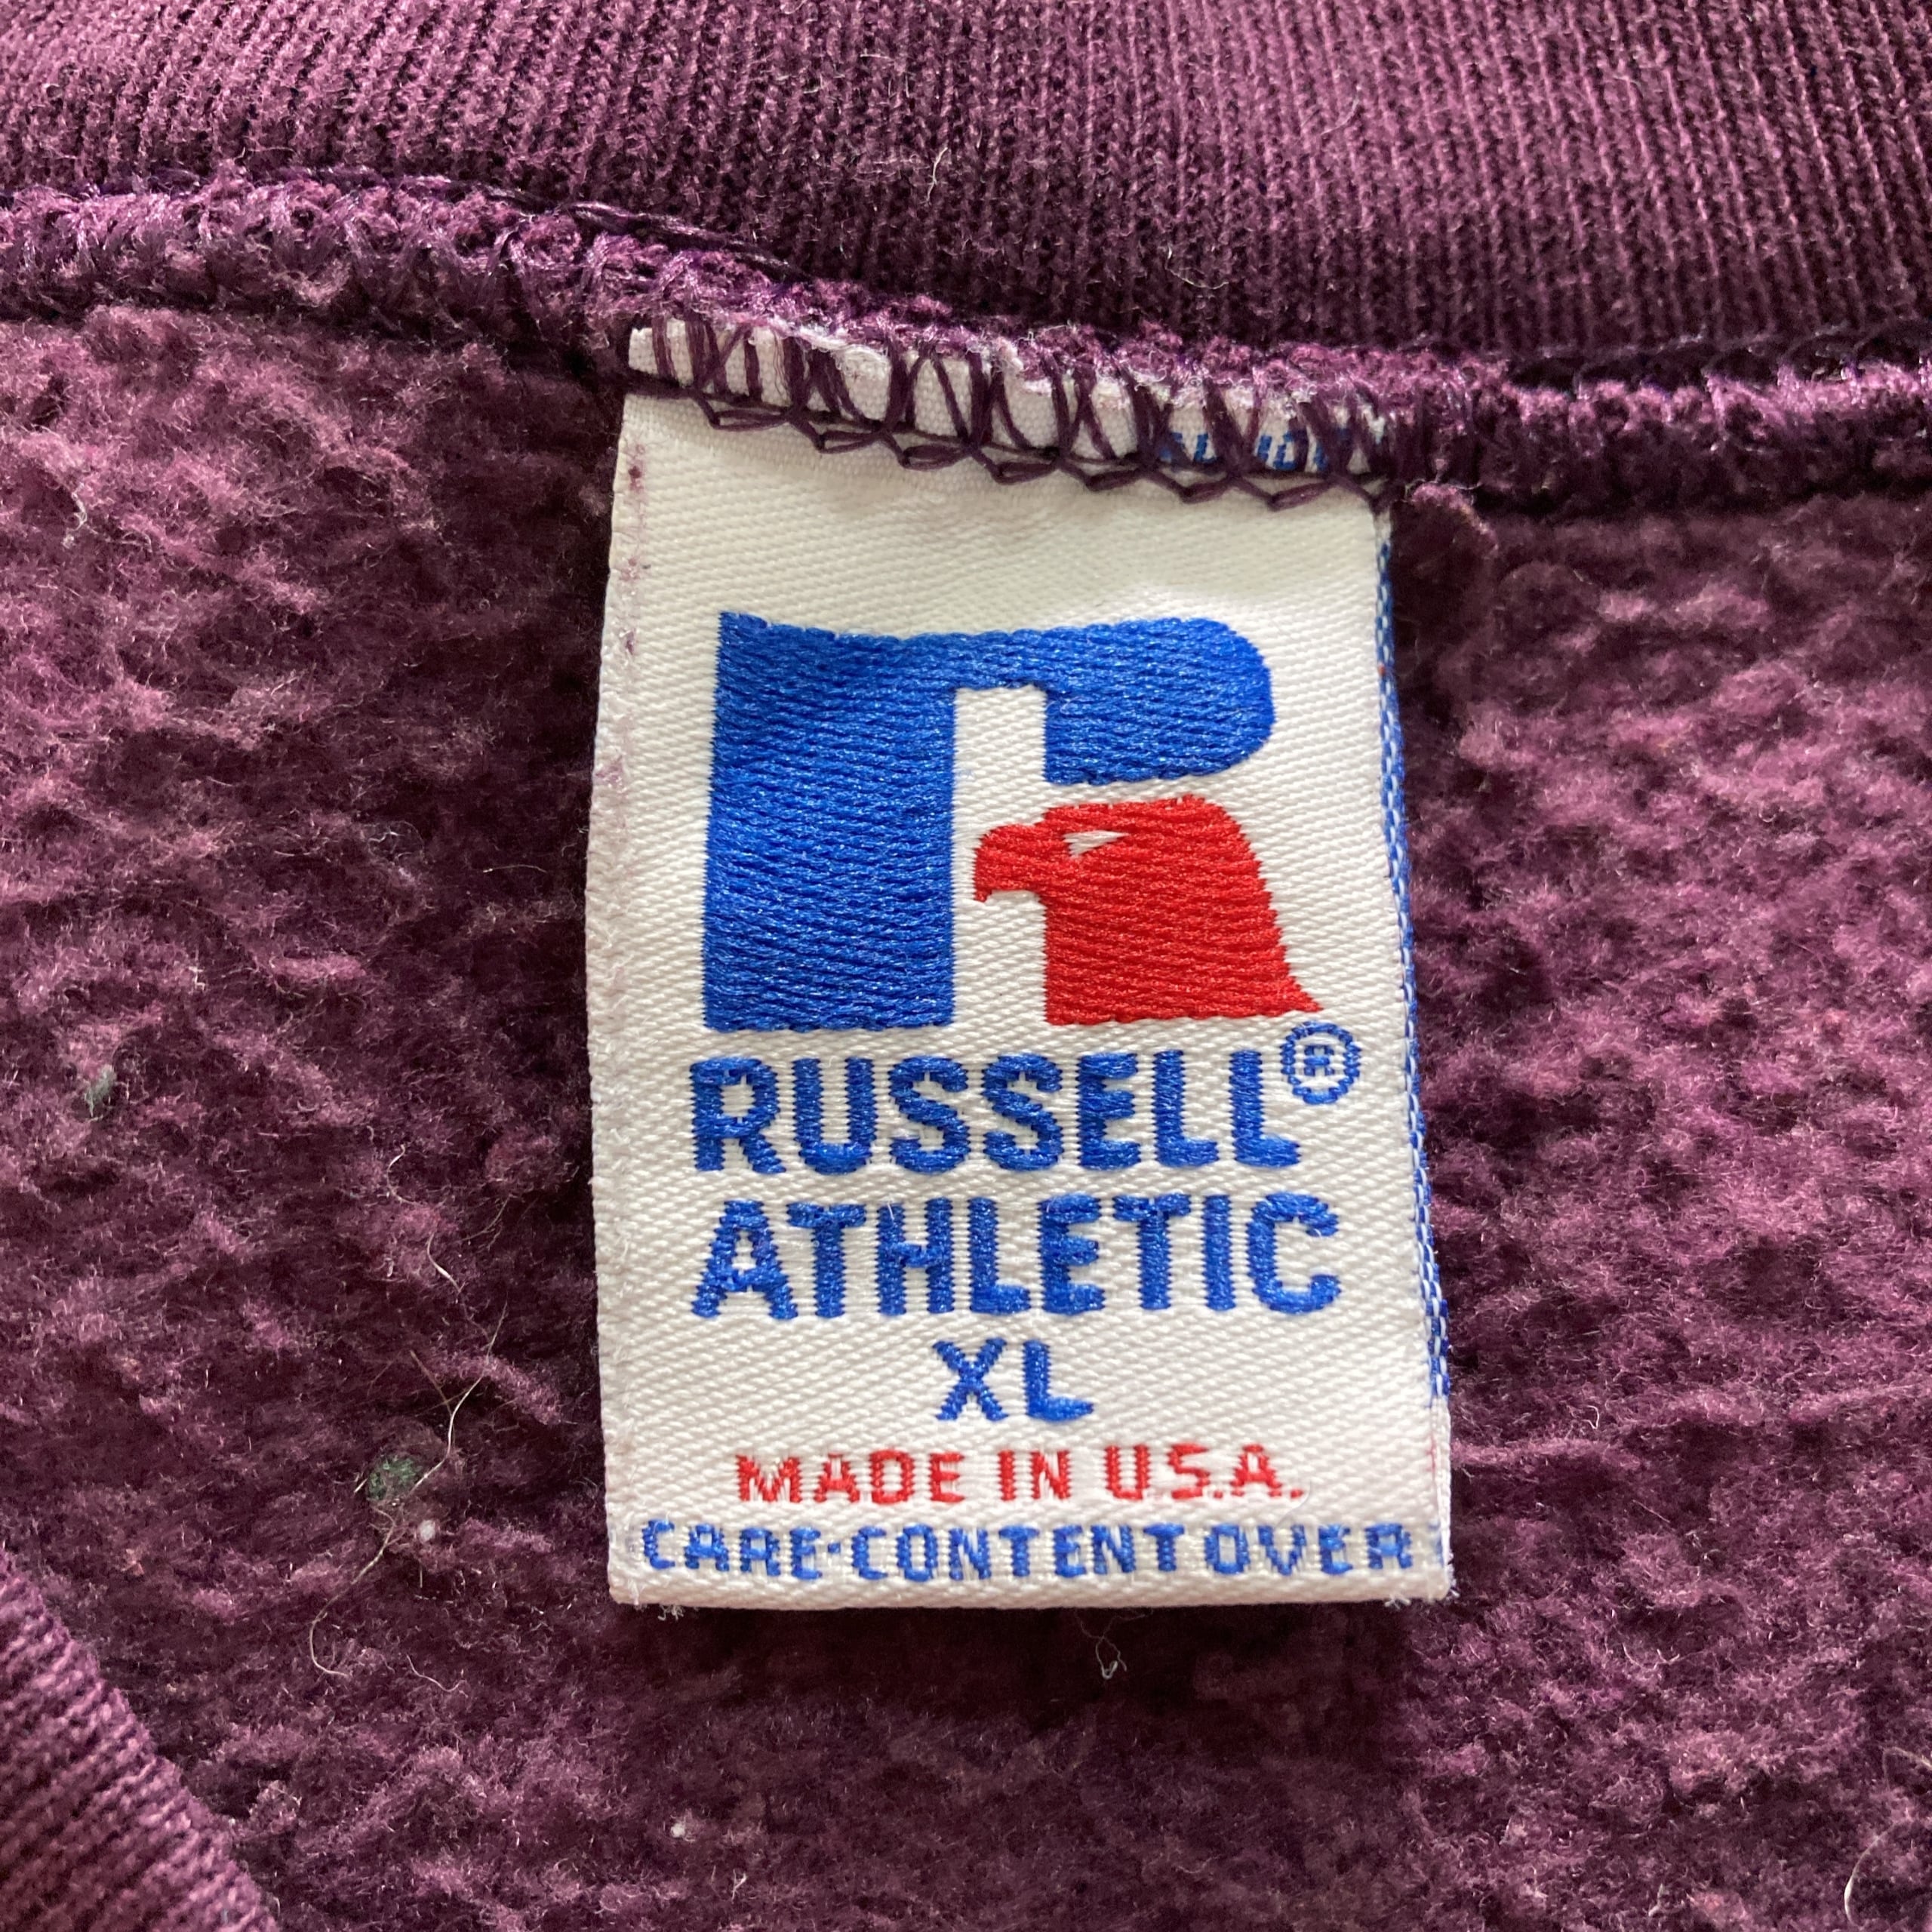 RUSSELL®
ATHLETIC
XL
MADE IN U.S.A.
CARE·CONTENT OVER